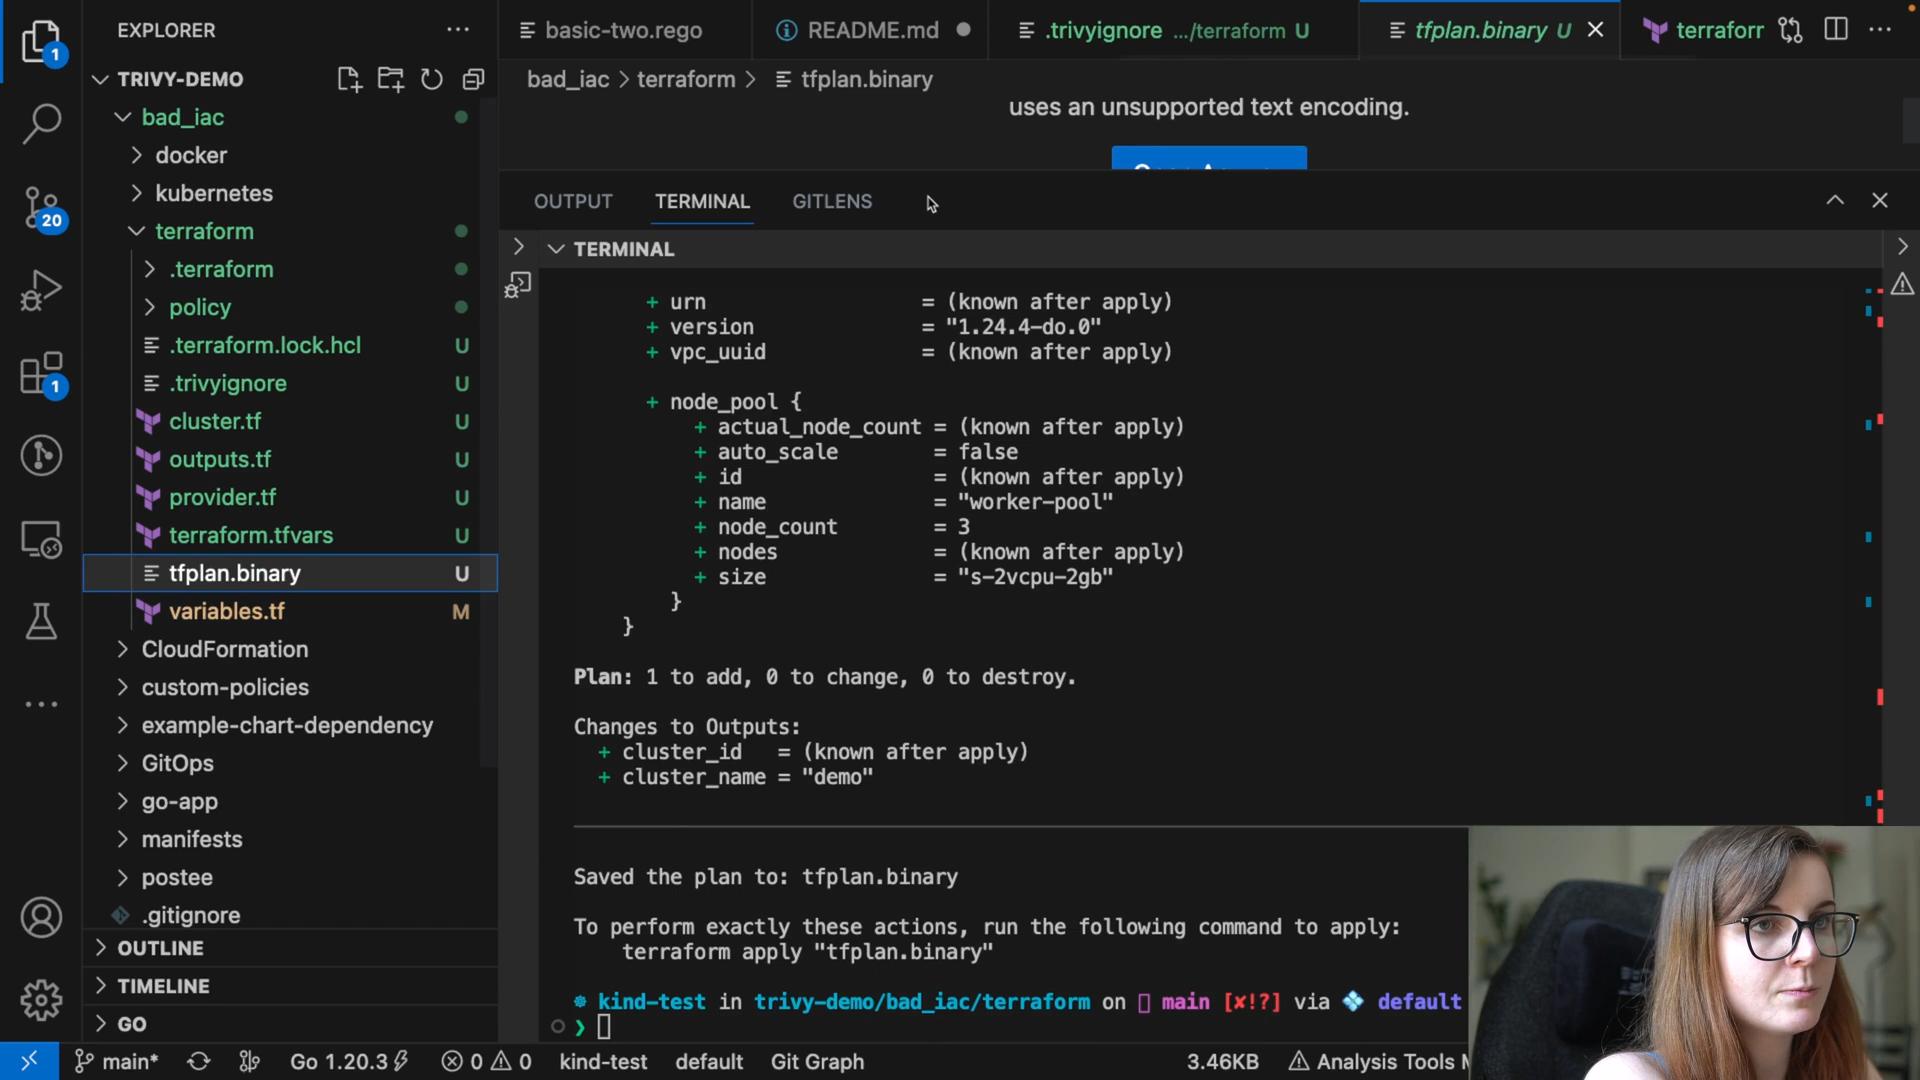 EXPLORER
1
TRIVY-DEMO
bad_iac
docker
kubernetes
terraform
.terraform
policy
.terraform.lock.hcl U
.trivyignore U
cluster.tf U
outputs.tf U
provider.tf U
terraform.tfvars U
tfplan.binary U
variables.tf M
CloudFormation
custom-policies
example-chart-dependency
GitOps
go-app
manifests
postee
.gitignore
OUTLINE
TIMELINE
GO
20
1
basic-two.rego
README.md
.trivyignore .../terraform U
tfplan.binary U
terraforr
bad_iac > terraform > tfplan.binary
uses an unsupported text encoding.
OUTPUT TERMINAL GITLENS
TERMINAL
+ urn = (known after apply)
+ version = "1.24.4-do.0"
+ vpc_uuid = (known after apply)
+ node_pool {
+ actual_node_count = (known after apply)
+ auto_scale = false
+ id = (known after apply)
+ name = "worker-pool"
+ node_count = 3
+ nodes = (known after apply)
+ size = "s-2vcpu-2gb"
}
}
Plan: 1 to add, 0 to change, 0 to destroy.
Changes to Outputs:
+ cluster_id = (known after apply)
+ cluster_name = "demo"
Saved the plan to: tfplan.binary
To perform exactly these actions, run the following command to apply:
terraform apply "tfplan.binary"
kind-test in trivy-demo/bad_iac/terraform on main [✘!?] via default
❯
main* Go 1.20.3 0 0 kind-test default Git Graph 3.46KB Analysis Tools